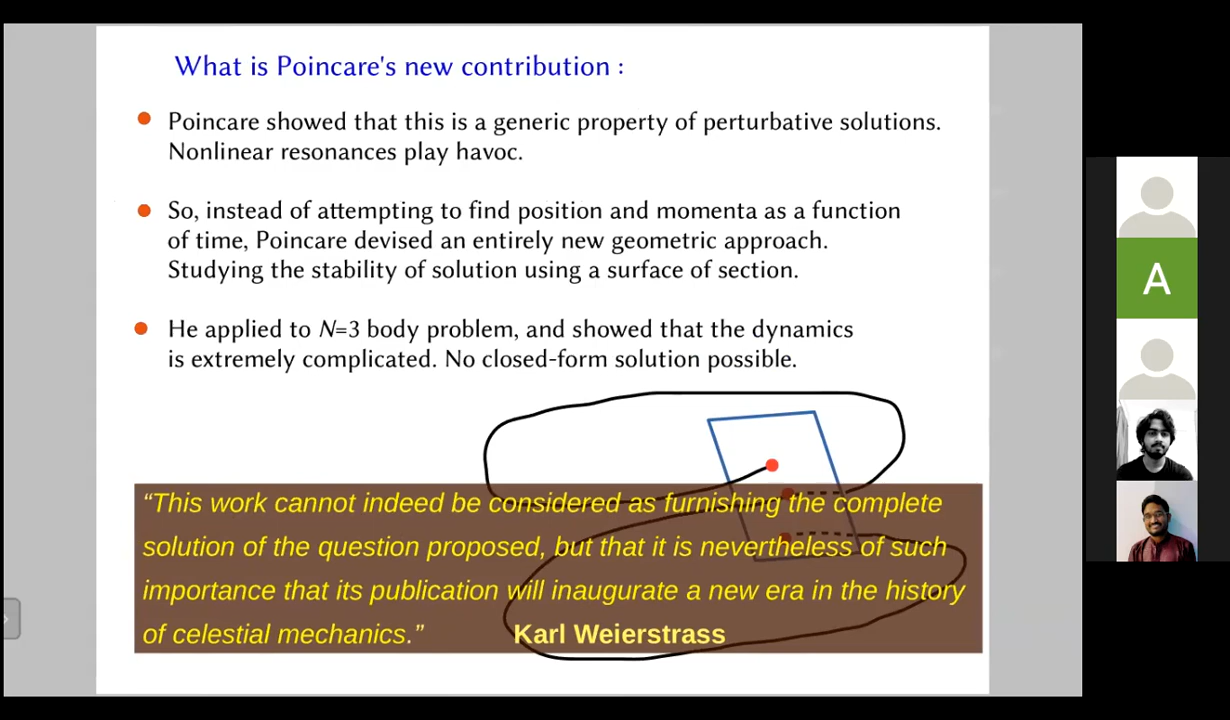 What is Poincare's new contribution :
Poincare showed that this is a generic property of perturbative solutions.
Nonlinear resonances play havoc.
So, instead of attempting to find position and momenta as a function
of time, Poincare devised an entirely new geometric approach.
Studying the stability of solution using a surface of section.
He applied to N=3 body problem, and showed that the dynamics
is extremely complicated. No closed-form solution possible.
“This work cannot indeed be considered as furnishing the complete
solution of the question proposed, but that it is nevertheless of such
importance that its publication will inaugurate a new era in the history
of celestial mechanics.” Karl Weierstrass
A